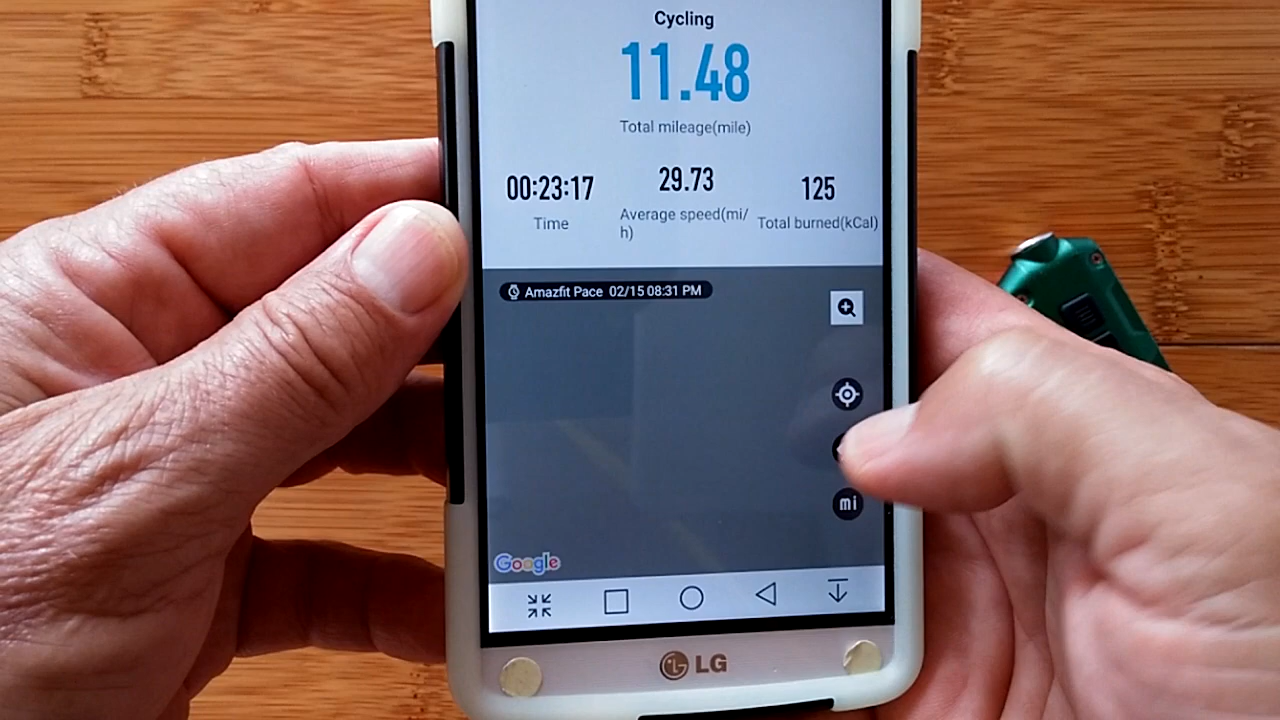 Cycling
11.48
Total mileage(mile)
00:23:17
Time
29.73
Average speed(mi/
h)
125
Total burned(kCal)
Amazfit Pace 02/15 08:31 PM
mi
Google
LG